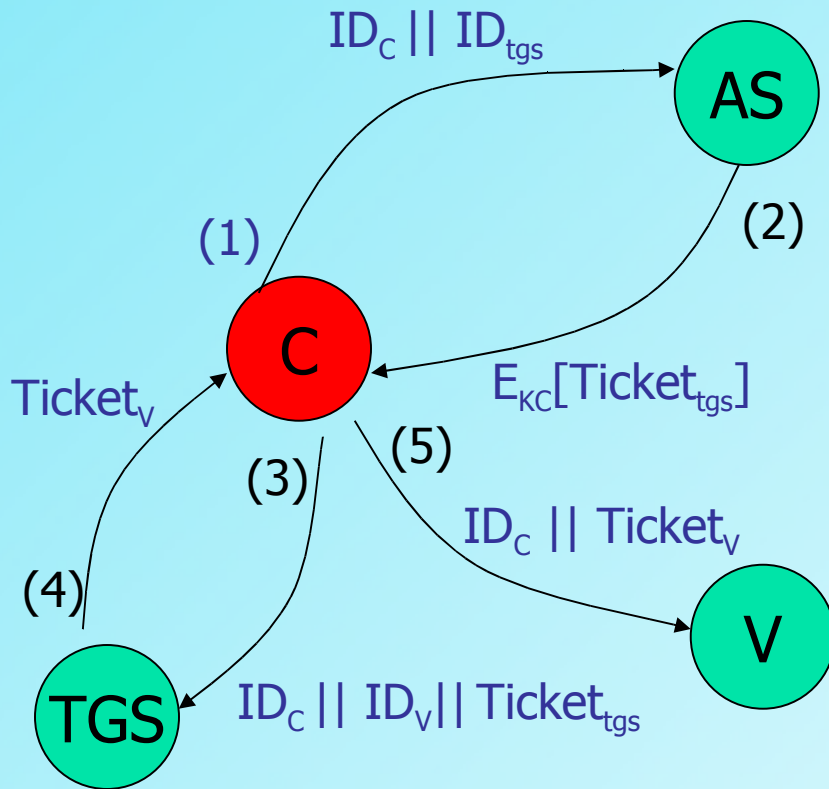 ID_C || ID_tgs
AS
(1)
(2)
C
Ticket_V
E_KC[Ticket_tgs]
(3)
(5)
ID_C || Ticket_V
(4)
V
TGS
ID_C || ID_V|| Ticket_tgs